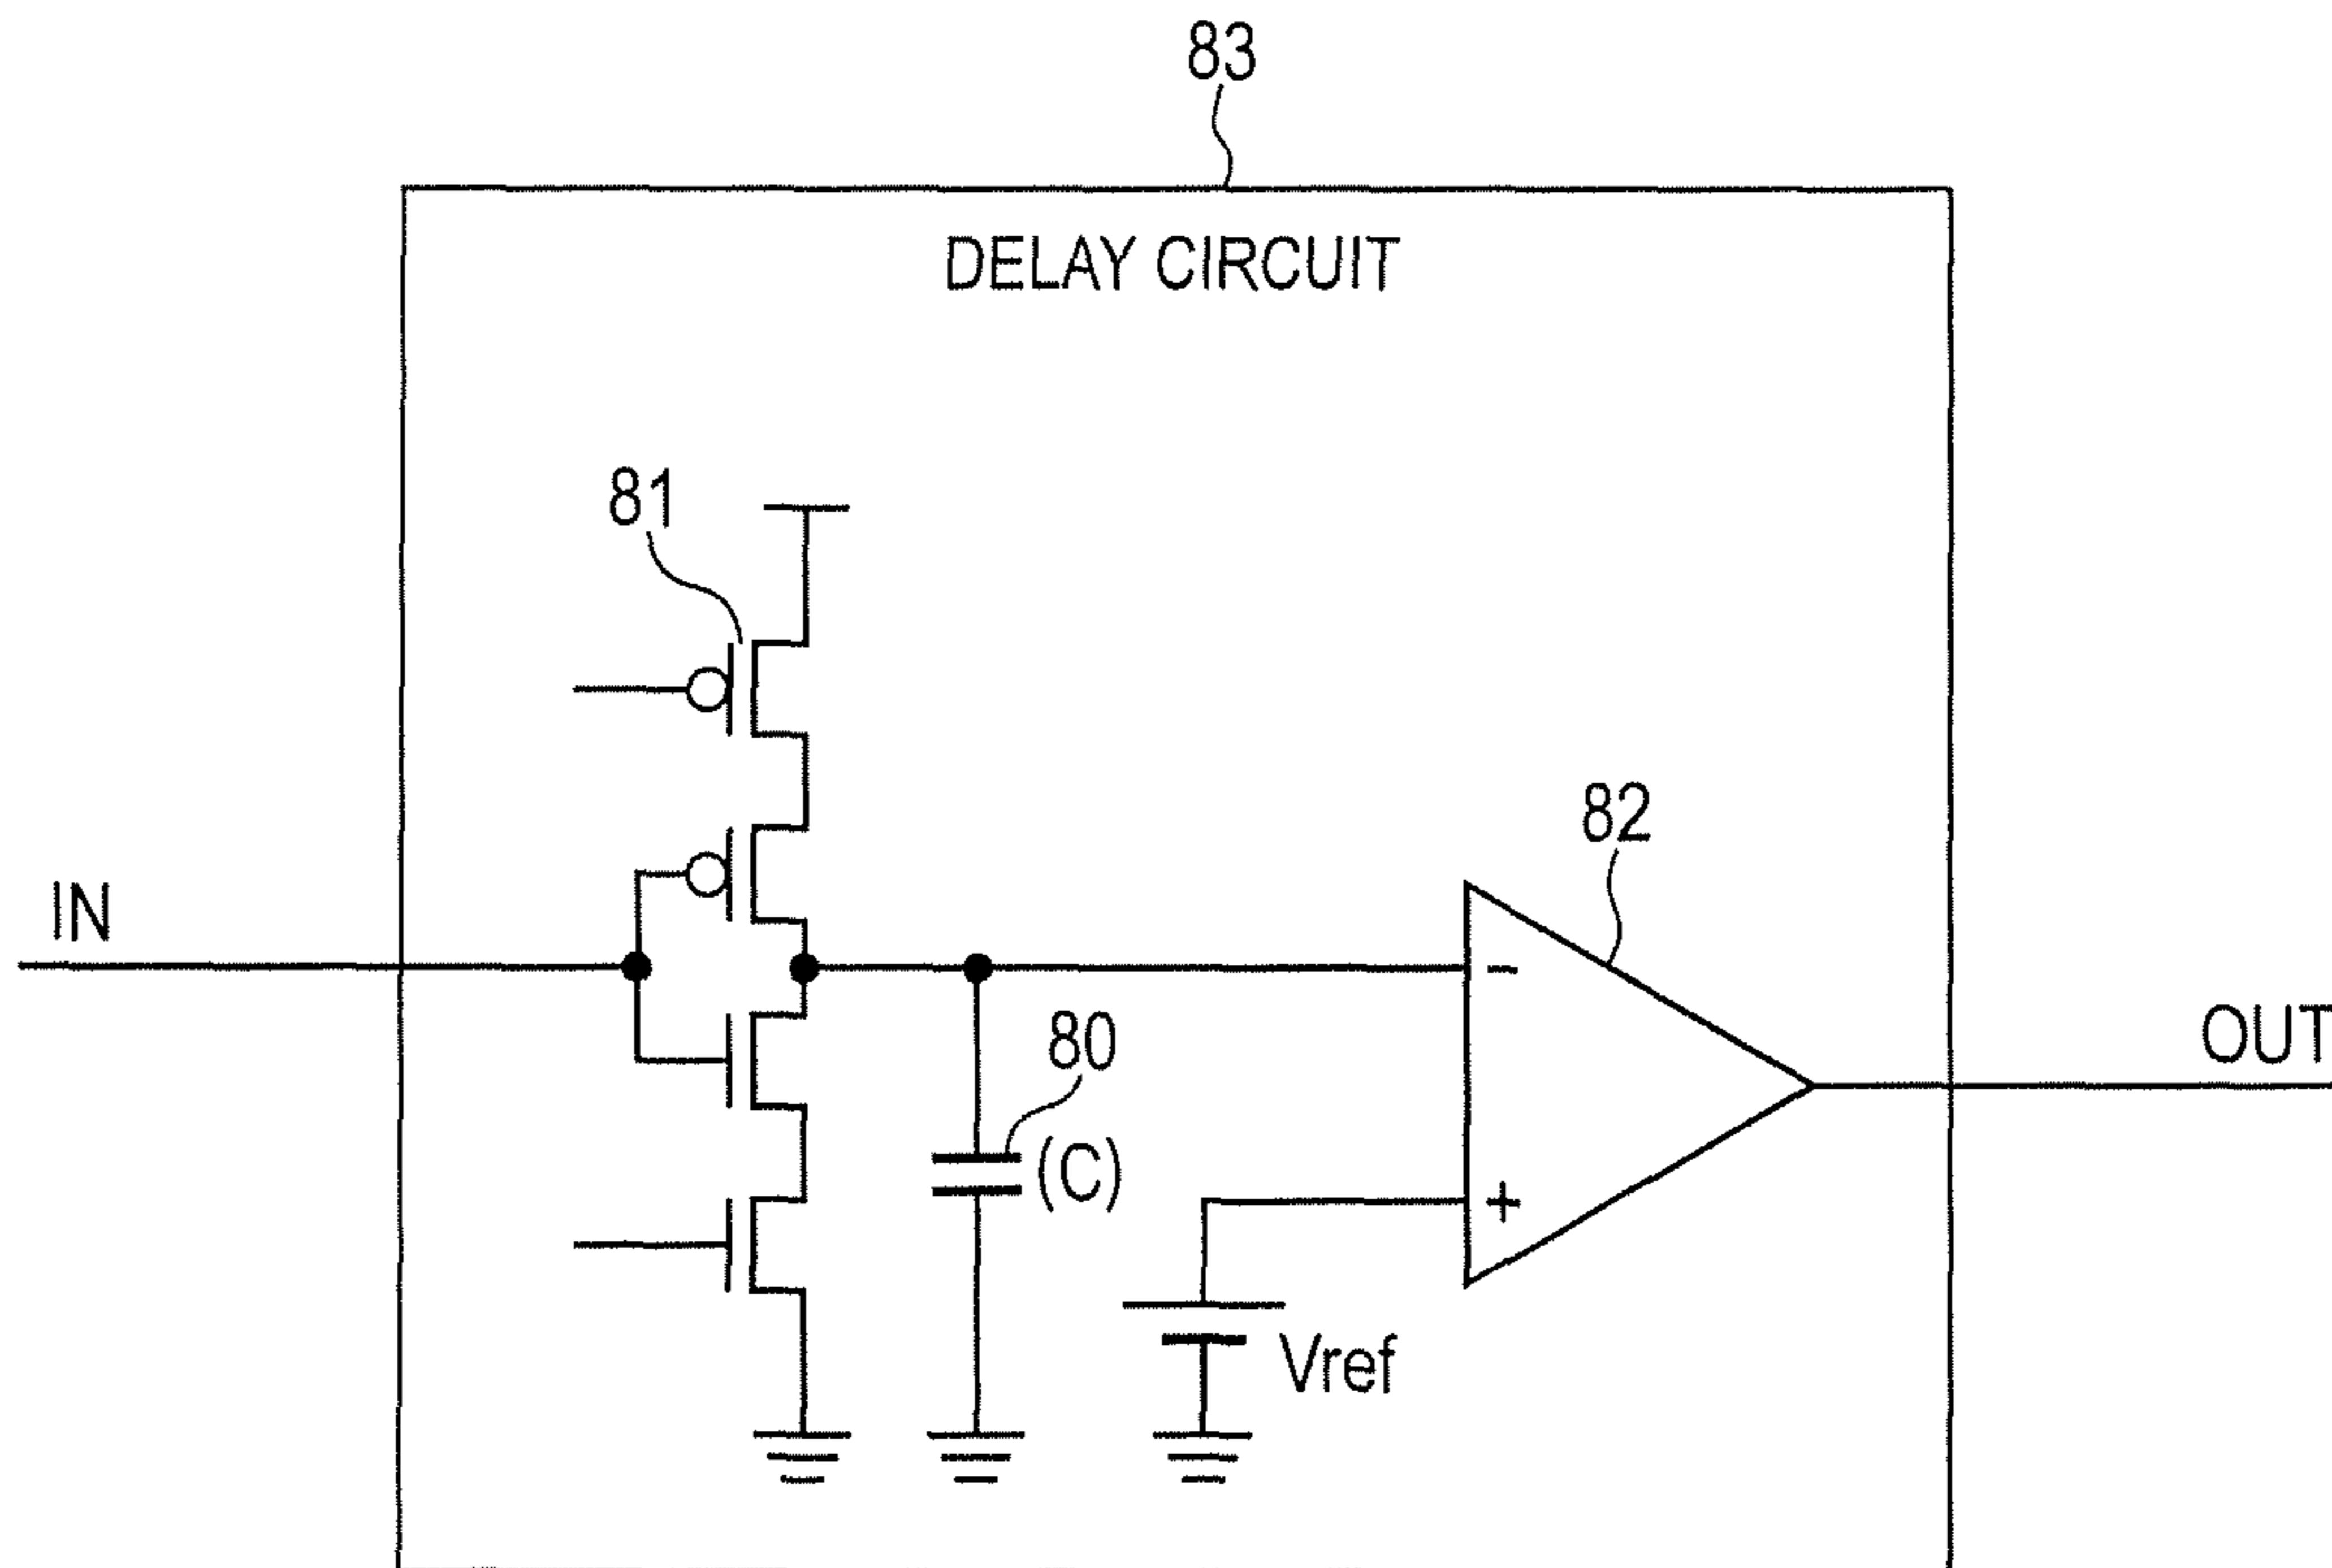 83
DELAY CIRCUIT
81
82
IN
80
OUT
(C)
-
+
Vref